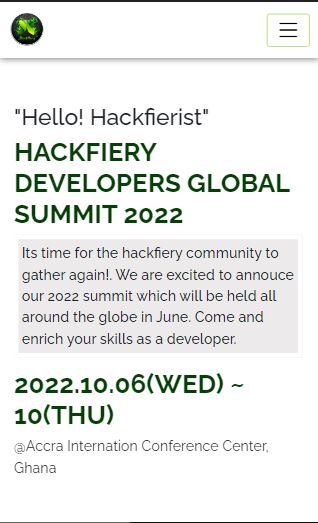 "Hello! Hackfierist"
HACKFIERY
DEVELOPERS GLOBAL
SUMMIT 2022
Its time for the hackfiery community to
gather again!. We are excited to annouce
our 2022 summit which will be held all
around the globe in June. Come and
enrich your skills as a developer.
2022.10.06(WED) ~
10(THU)
@Accra Internation Conference Center,
Ghana